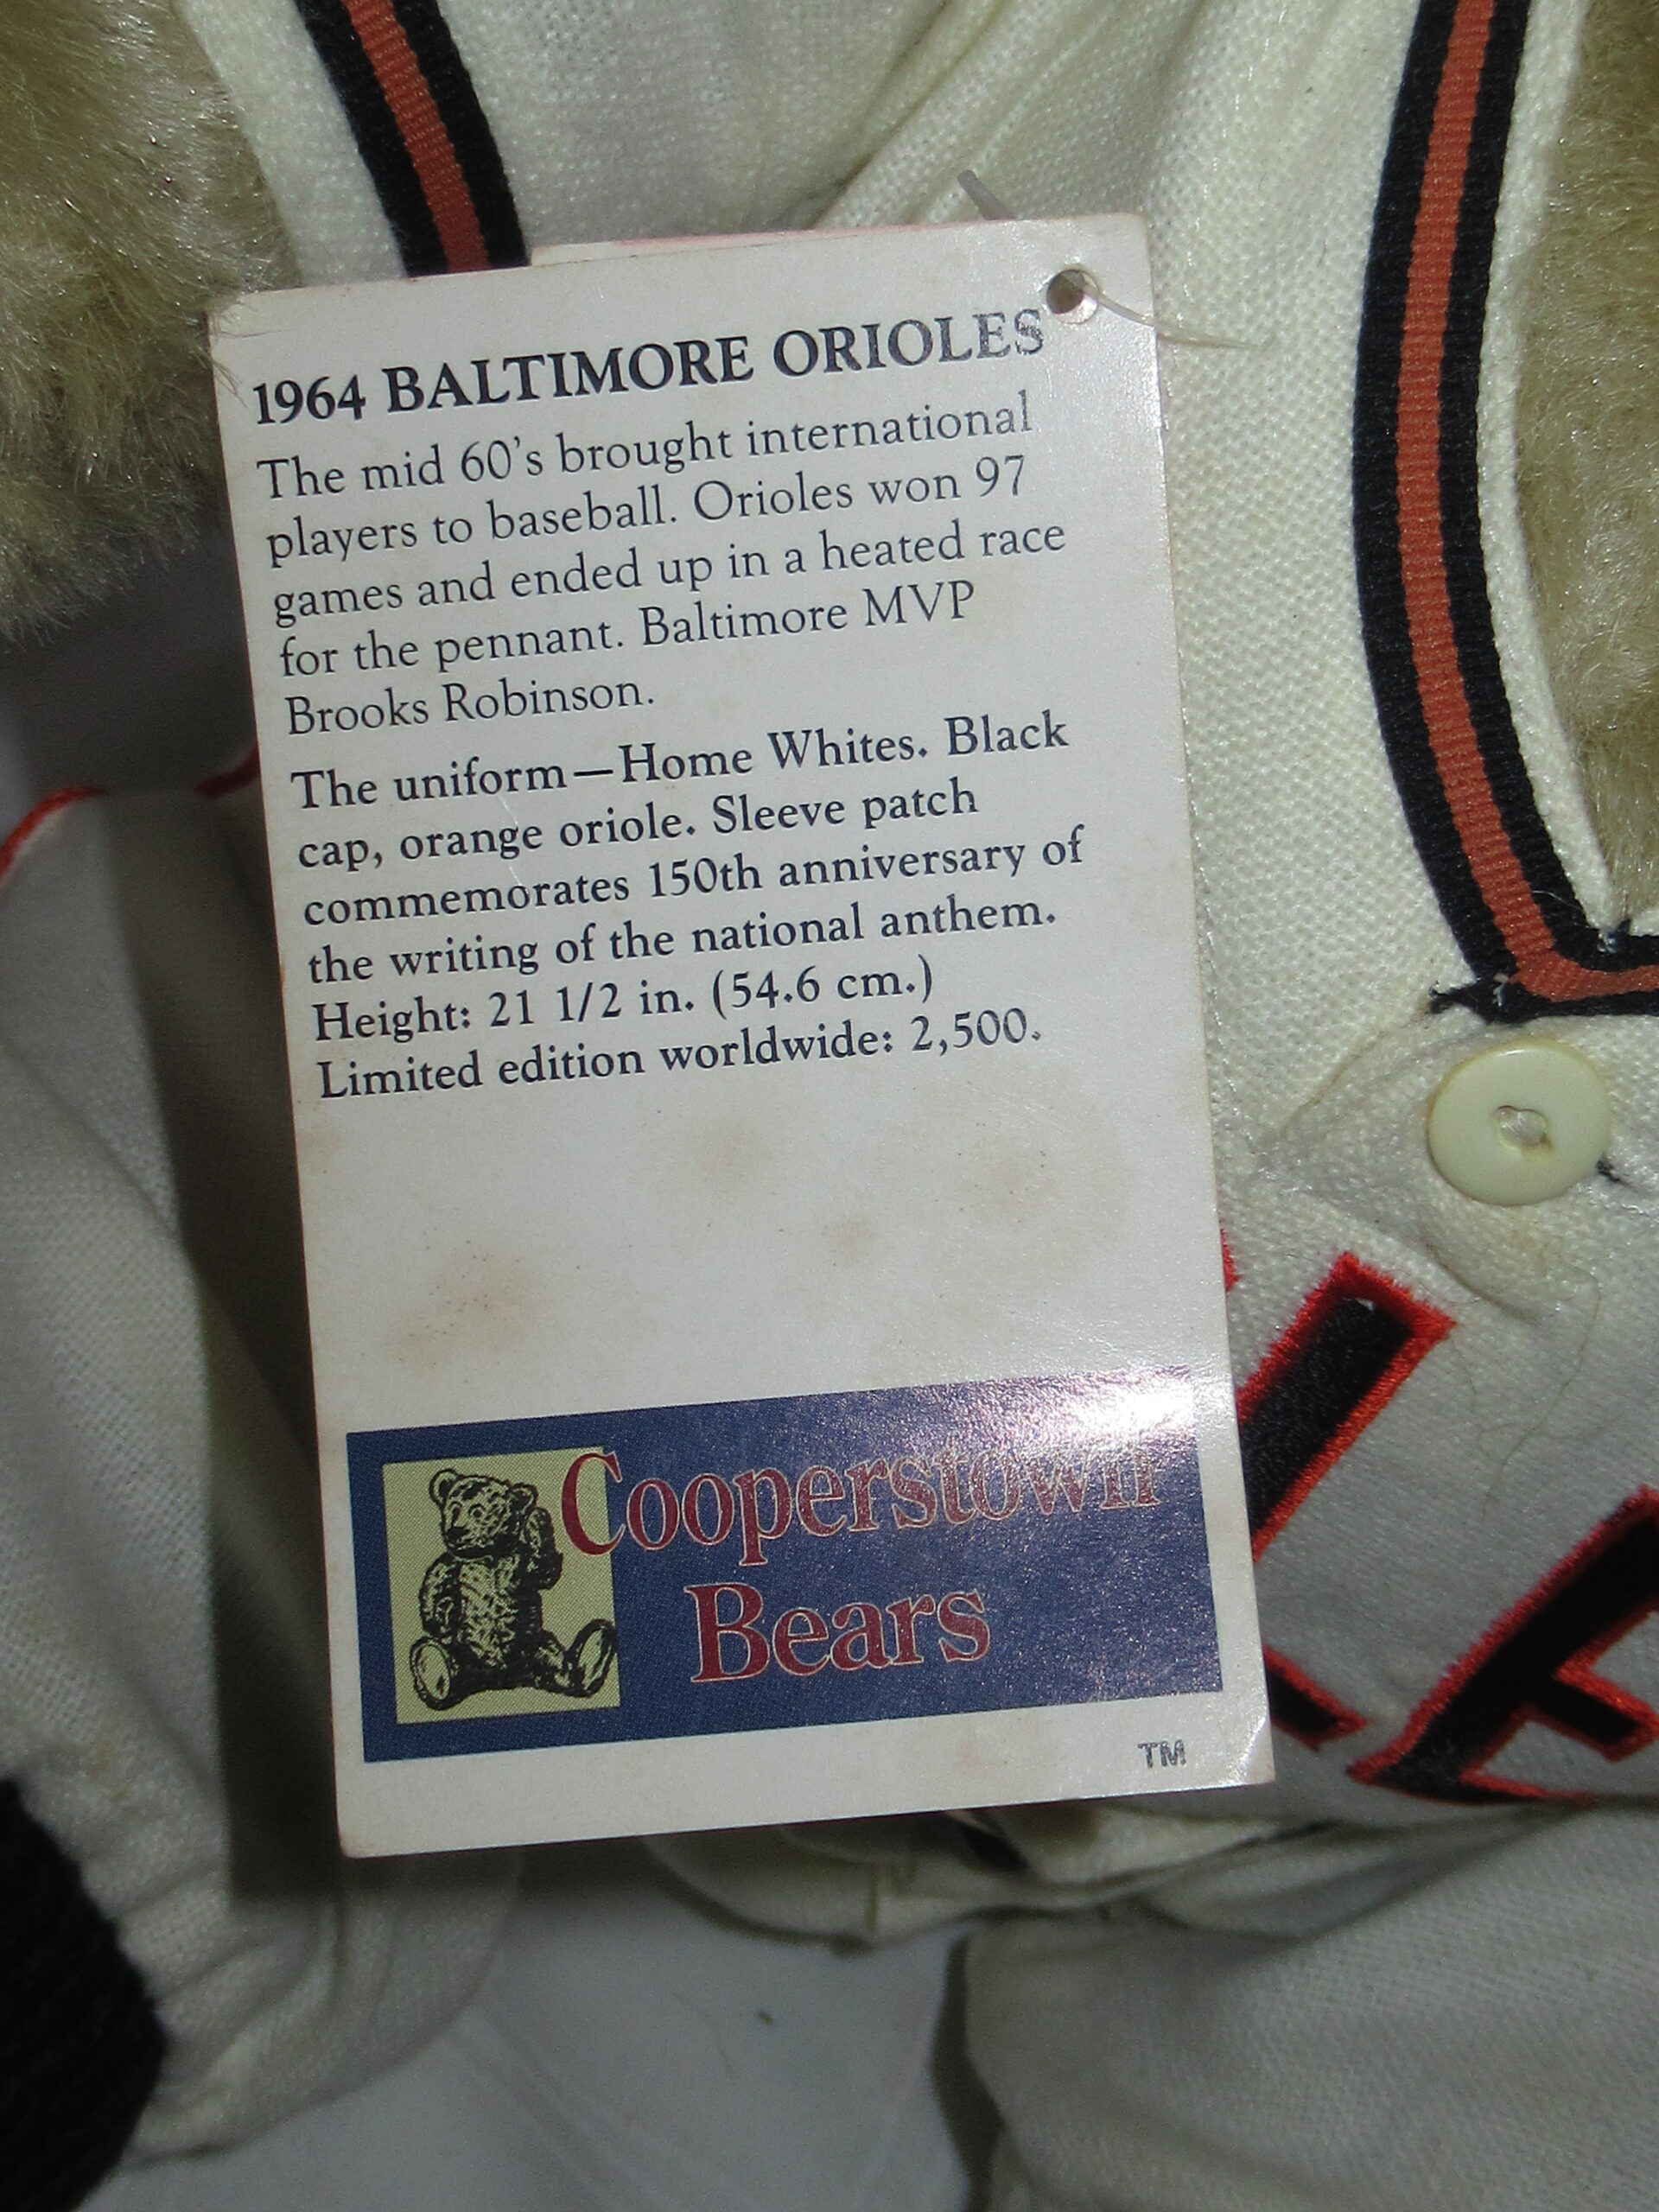 1964 BALTIMORE ORIOLES
The mid 60's brought international
players to baseball. Orioles won 97
games and ended up in a heated race
for the pennant. Baltimore MVP
Brooks Robinson.
The uniform—Home Whites. Black
cap, orange oriole. Sleeve patch
commemorates 150th anniversary of
the writing of the national anthem.
Height: 21 1/2 in. (54.6 cm.)
Limited edition worldwide: 2,500.
Cooperstown
Bears
TM